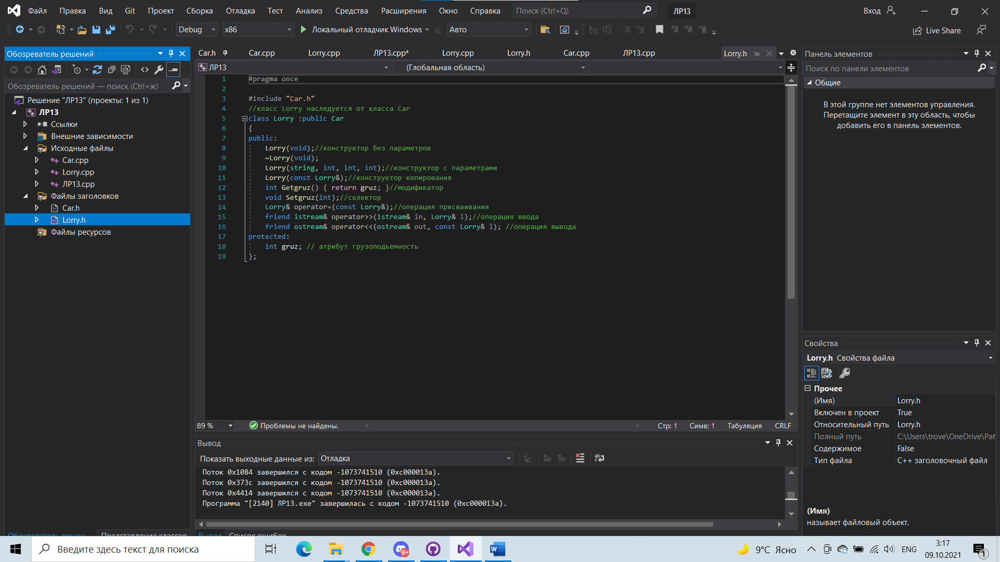 Файл Правка Вид Git Проект Сборка Отладка Тест Анализ Средства Расширения Окно Справка Поиск (Ctrl+Q) ЛР13 Вход
Debug x86 Локальный отладчик Windows Авто Live Share
Обозреватель решений
Обозреватель решений — поиск (Ctrl+ж)
Решение "ЛР13" (проекты: 1 из 1)
ЛР13
Ссылки
Внешние зависимости
Исходные файлы
Car.cpp
Lorry.cpp
ЛР13.cpp
Файлы заголовков
Car.h
Lorry.h
Файлы ресурсов
Обозреватель решен... Представление классов
Car.h Car.cpp Lorry.cpp ЛР13.cpp* Lorry.cpp Lorry.h Car.cpp ЛР13.cpp Lorry.h
ЛР13 (Глобальная область)
1 #pragma once
2
3 #include "Car.h"
4 //класс Lorry наследуется от класса Car
5 class Lorry :public Car
6 {
7 public:
8 Lorry(void);//конструктор без параметров
9 ~Lorry(void);
10 Lorry(string, int, int, int);//конструктор с параметрами
11 Lorry(const Lorry&);//конструктор копирования
12 int Getgruz() { return gruz; }//модификатор
13 void Setgruz(int);//селектор
14 Lorry& operator=(const Lorry&);//операция присваивания
15 friend istream& operator>>(istream& in, Lorry& l);//операция ввода
16 friend ostream& operator<<(ostream& out, const Lorry& l); //операция вывода
17 protected:
18 int gruz; // атрибут грузоподъемность
19 };
89 % Проблемы не найдены. Стр: 1 Симв: 1 Табуляция CRLF
Вывод
Показать выходные данные из: Отладка
Поток 0x1084 завершился с кодом -1073741510 (0xc000013a).
Поток 0x373c завершился с кодом -1073741510 (0xc000013a).
Поток 0x4414 завершился с кодом -1073741510 (0xc000013a).
Программа "[2140] ЛР13.exe" завершилась с кодом -1073741510 (0xc000013a).
Вывод Список ошибок
Панель элементов
Поиск по панели элементов
Общие
В этой группе нет элементов управления.
Перетащите элемент в эту область, чтобы
добавить его в панель элементов.
Свойства
Lorry.h Свойства файла
Прочее
(Имя) Lorry.h
Включен в проект True
Относительный путь Lorry.h
Полный путь C:\Users\trove\OneDrive\Раб
Содержимое False
Тип файла C++ заголовочный файл
(Имя)
называет файловый объект.
Введите здесь текст для поиска
9+
9°C Ясно ENG
3:17
09.10.2021
1